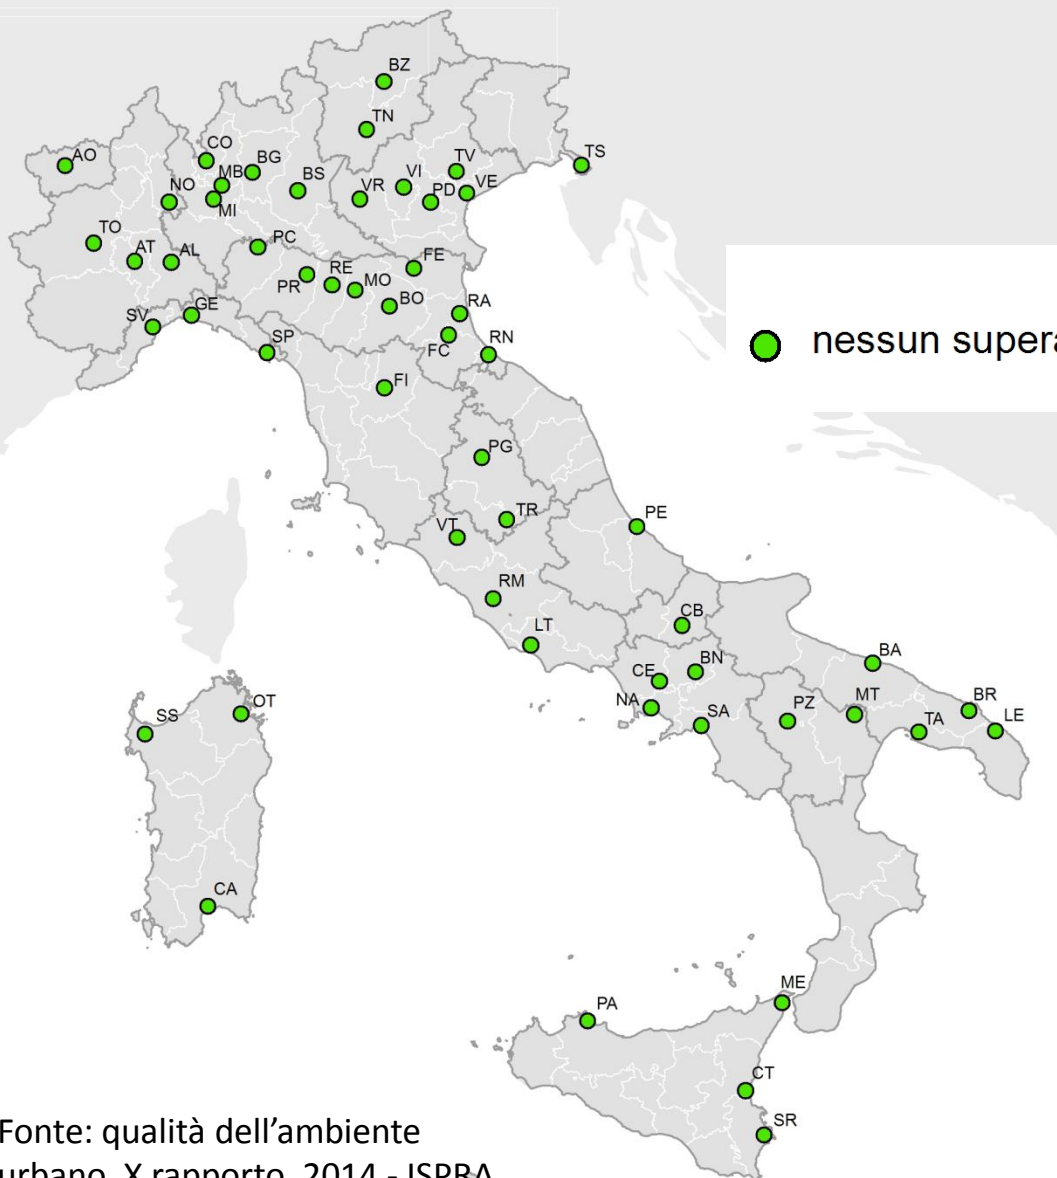 BZ
TN
AO
CO
MB
BG
BS
NO
MI
VR
VI
TV
PD
VE
TS
TO
AT
AL
PC
FE
PR
RE
MO
BO
RA
SV
GE
SP
FC
RN
FI
PG
TR
VT
PE
RM
CB
LT
CE
BN
BA
NA
SA
PZ
MT
BR
TA
LE
SS
OT
CA
ME
PA
CT
SR
nessun
Fonte: qualità dell'ambiente
urbano, X rapporto, 2014 - ISPRA